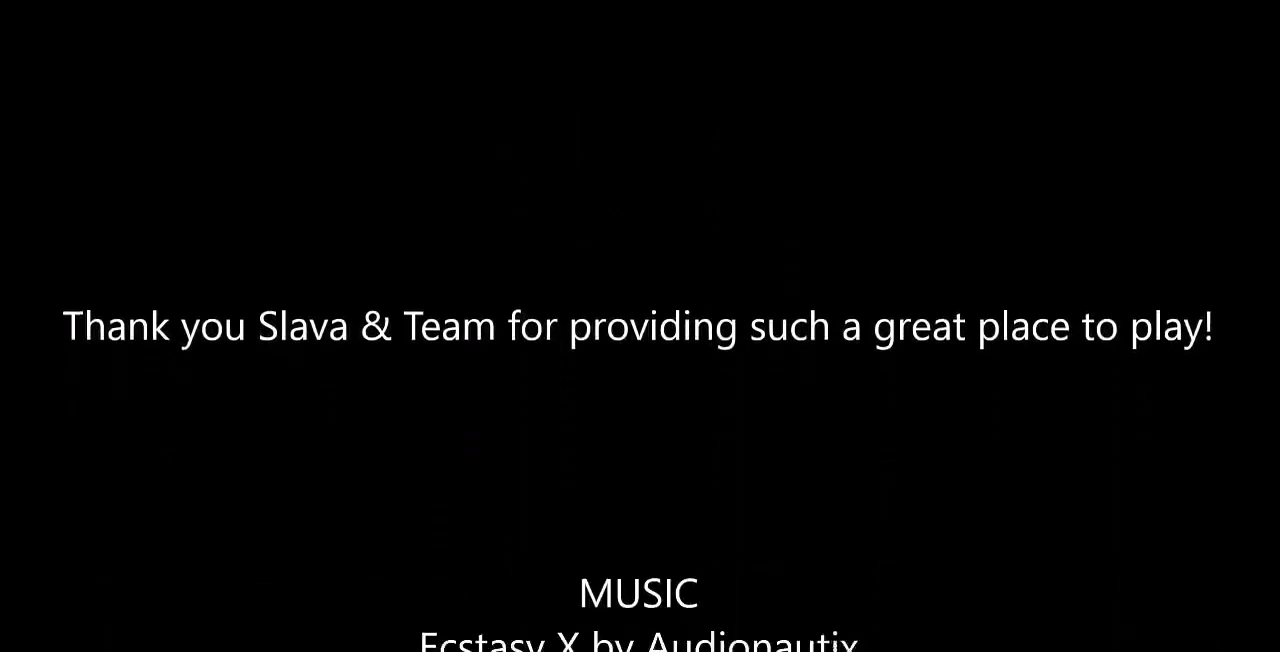 Thank you Slava & Team for providing such a great place to play!
MUSIC
Ecstasy X by Audionautix